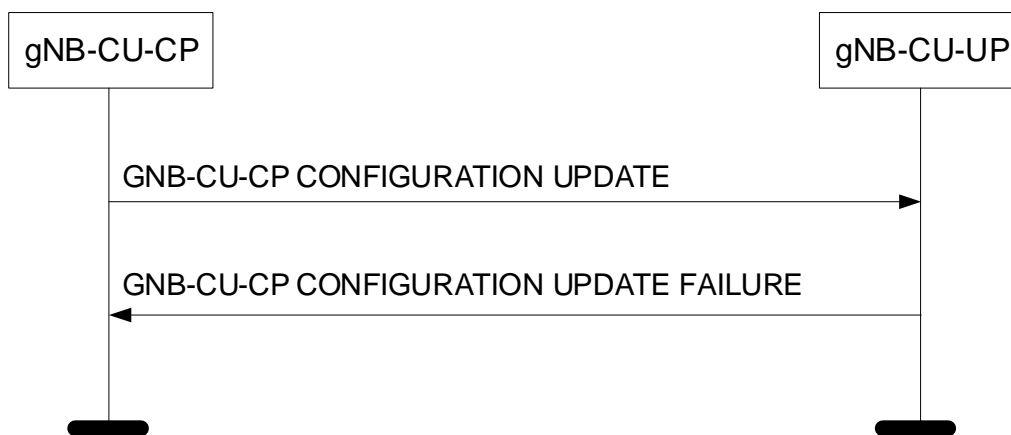 gNB-CU-CP
gNB-CU-UP
GNB-CU-CP CONFIGURATION UPDATE
GNB-CU-CP CONFIGURATION UPDATE FAILURE